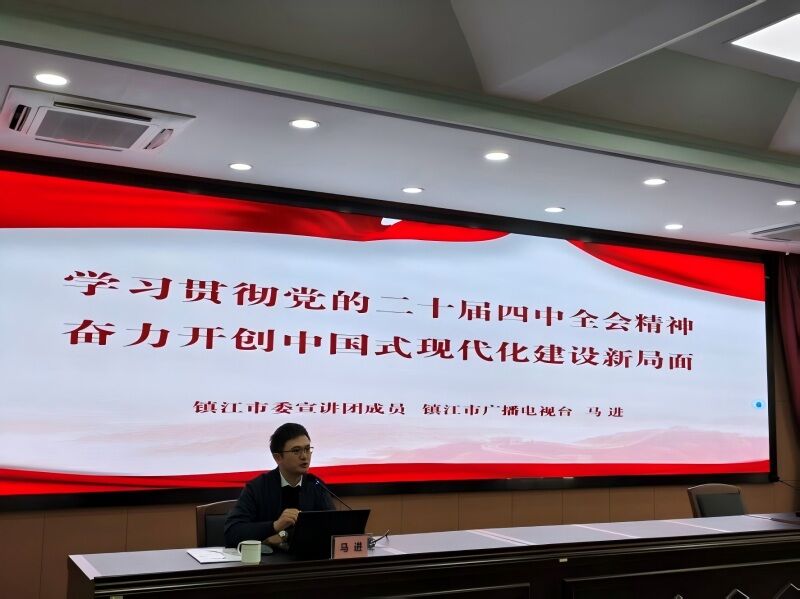 学习贯彻党的二十届四中全会精神
奋力开创中国式现代化建设新局面
镇江市委宣讲团成员 镇江市广播电视台 马 进
马 进